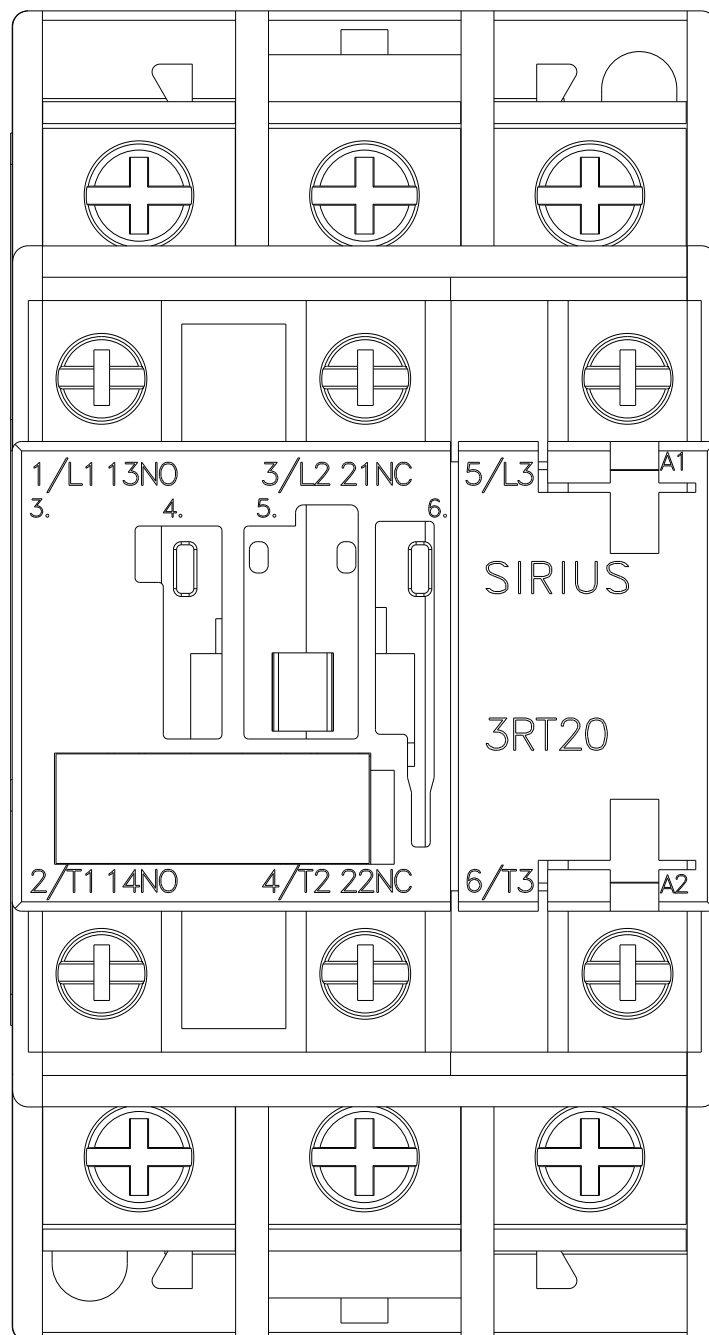 1/L1 13NO 3/L2 21NC 5/L3 A1
3. 4. 5. 6.
SIRIUS
3RT20
2/T1 14NO 4/T2 22NC 6/T3 A2